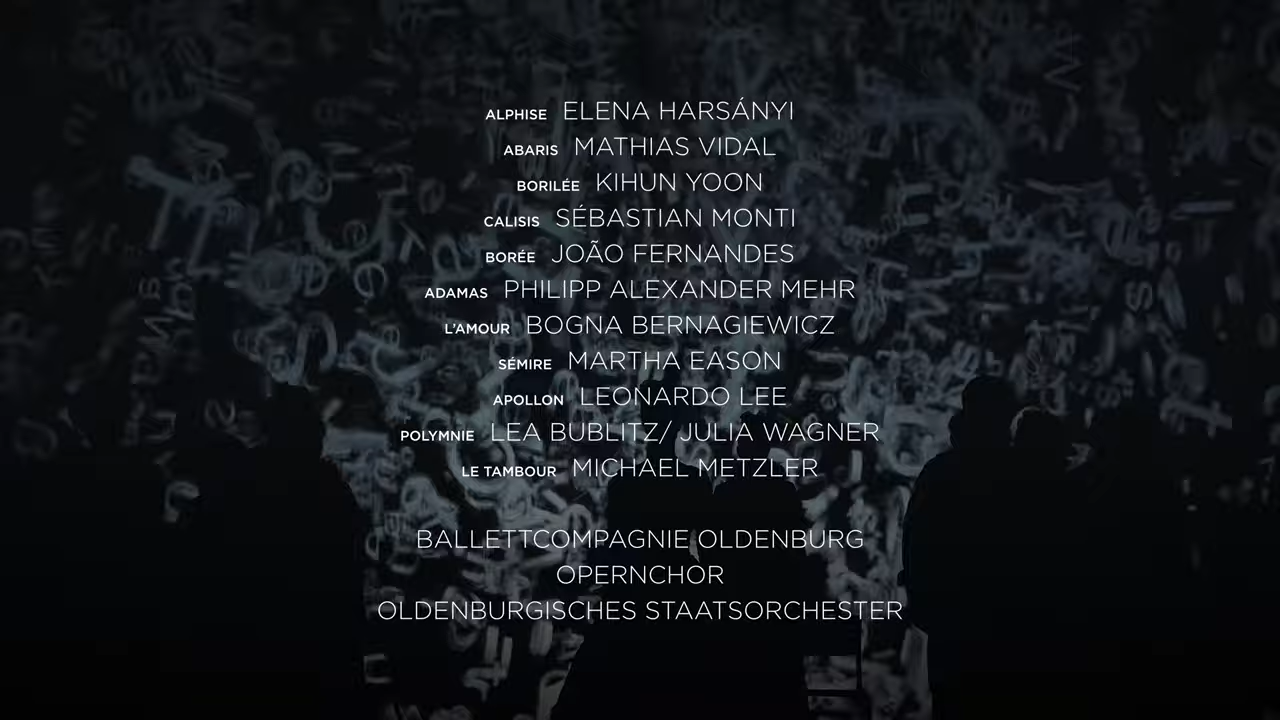 ALPHISE ELENA HARSÁNYI
ABARIS MATHIAS VIDAL
BORILÉE KIHUN YOON
CALISIS SÉBASTIAN MONTI
BORÉE JOÃO FERNANDES
ADAMAS PHILIPP ALEXANDER MEHR
L'AMOUR BOGNA BERNAGIEWICZ
SÉMIRE MARTHA EASON
APOLLON LEONARDO LEE
POLYMNIE LEA BUBLITZ/ JULIA WAGNER
LE TAMBOUR MICHAEL METZLER
BALLETTCOMPAGNIE OLDENBURG
OPERNCHOR
OLDENBURGISCHES STAATSORCHESTER